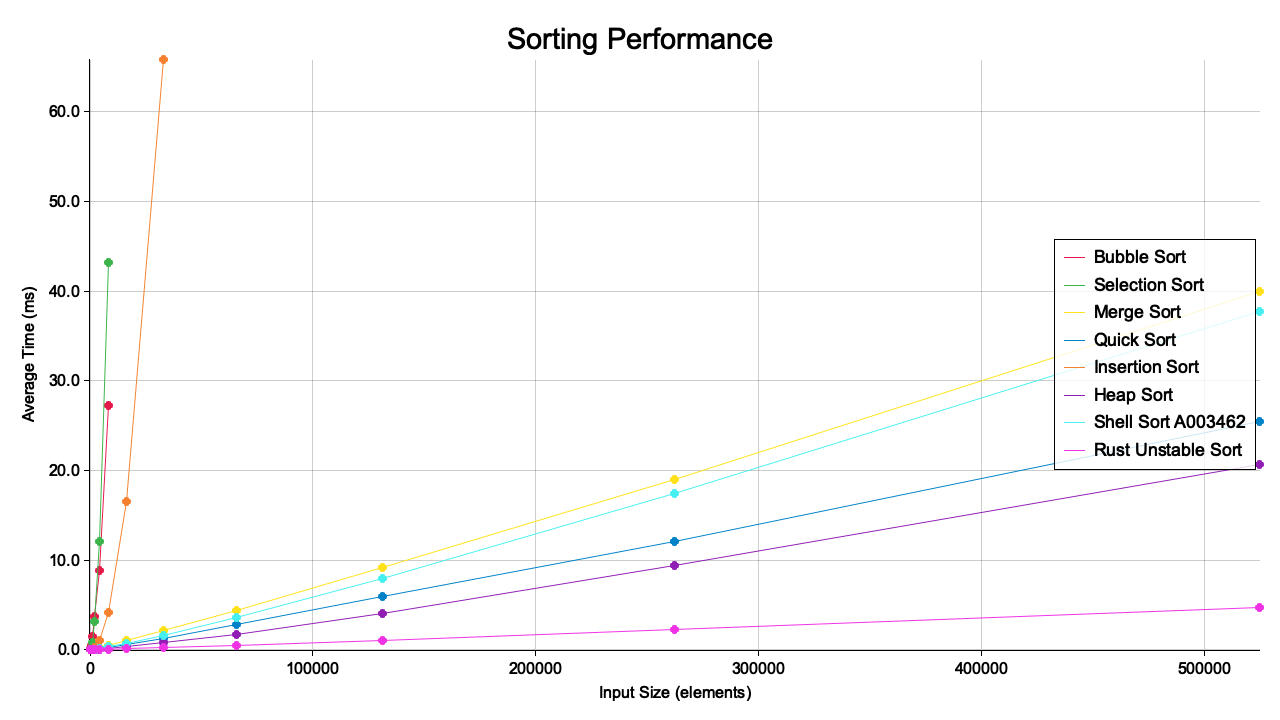 Sorting Performance
60.0
50.0
40.0
30.0
20.0
10.0
0.0
Average Time (ms)
Bubble Sort
Selection Sort
Merge Sort
Quick Sort
Insertion Sort
Heap Sort
Shell Sort A003462
Rust Unstable Sort
0 100000 200000 300000 400000 500000
Input Size (elements)